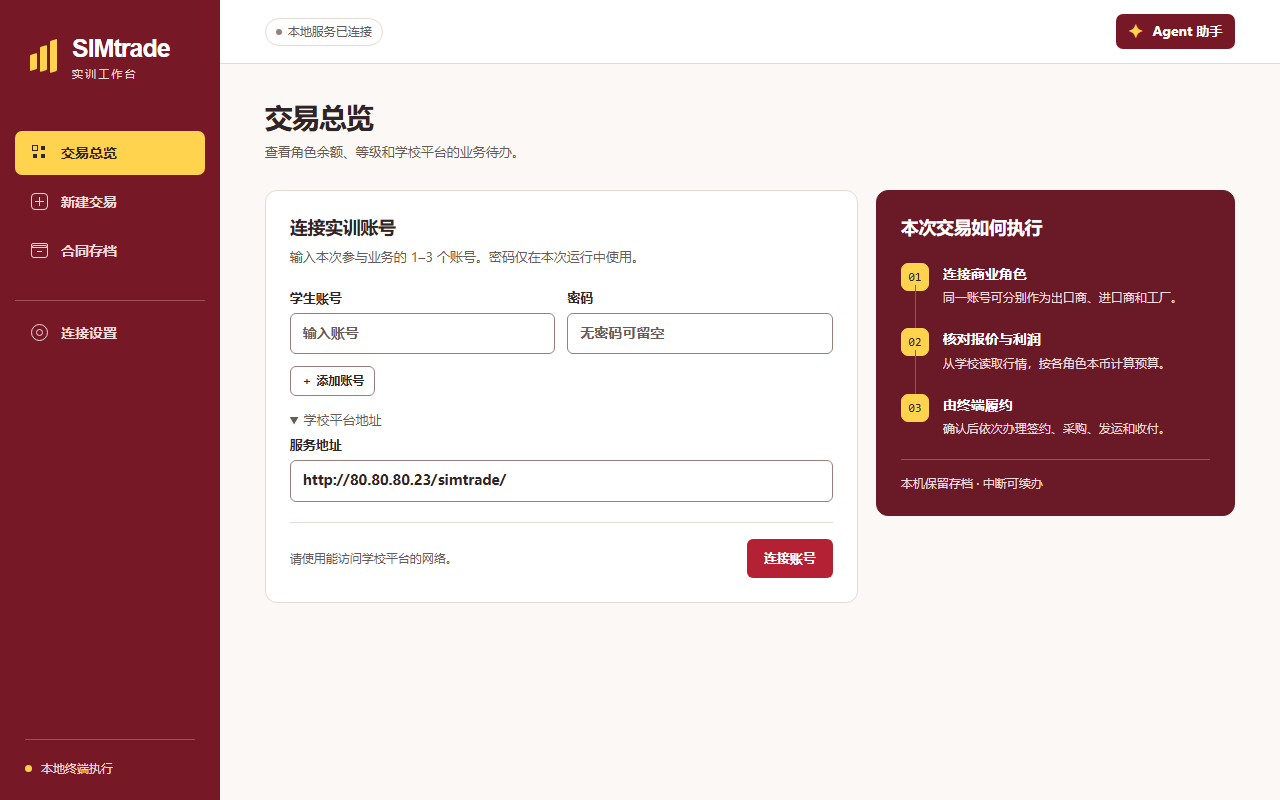 SIMtrade
实训工作台
交易总览
新建交易
合同存档
连接设置
本地终端执行
本地服务已连接
Agent 助手
交易总览
查看角色余额、等级和学校平台的业务待办。
连接实训账号
输入本次参与业务的 1–3 个账号。密码仅在本次运行中使用。
学生账号
密码
输入账号
无密码可留空
+ 添加账号
▼ 学校平台地址
服务地址
http://80.80.80.23/simtrade/
请使用能访问学校平台的网络。
连接账号
本次交易如何执行
01
连接商业角色
同一账号可分别作为出口商、进口商和工厂。
02
核对报价与利润
从学校读取行情，按各角色本币计算预算。
03
由终端履约
确认后依次办理签约、采购、发运和收付。
本机保留存档 · 中断可续办